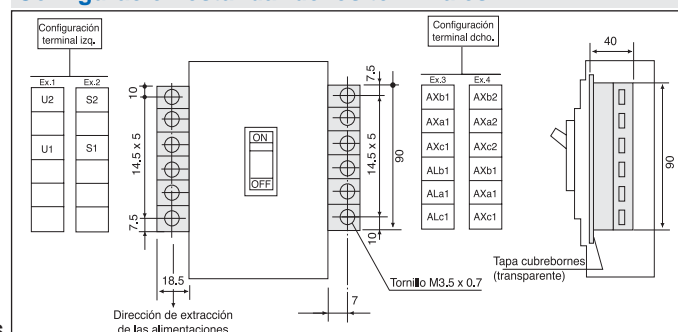 Configuración
terminal izq.
Ex.1
Ex.2
U2
S2
U1
S1
10
14.5 x 5
7.5
18.5
Dirección de extracción
de las alimentaciones
ON
OFF
7.5
14.5 x 5
90
10
7
Tornillo M3.5 x 0.7
Configuración
terminal dcho.
Ex.3
Ex.4
AXb1
AXb2
AXa1
AXa2
AXc1
AXc2
ALb1
AXb1
ALa1
AXa1
ALc1
AXc1
40
90
Tapa cubrebornes
(transparente)